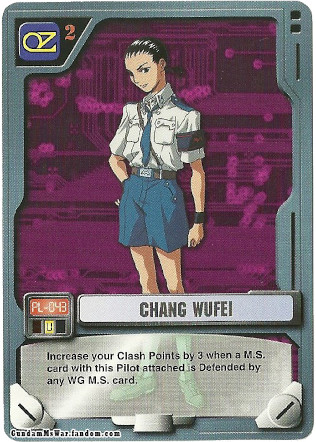 OZ 2
PL-043
CHANG WUFEI
Increase your Clash Points by 3 when a M.S.
card with this Pilot attached is Defended by
any WG M.S. card.
GundamMsWar.fandom.com